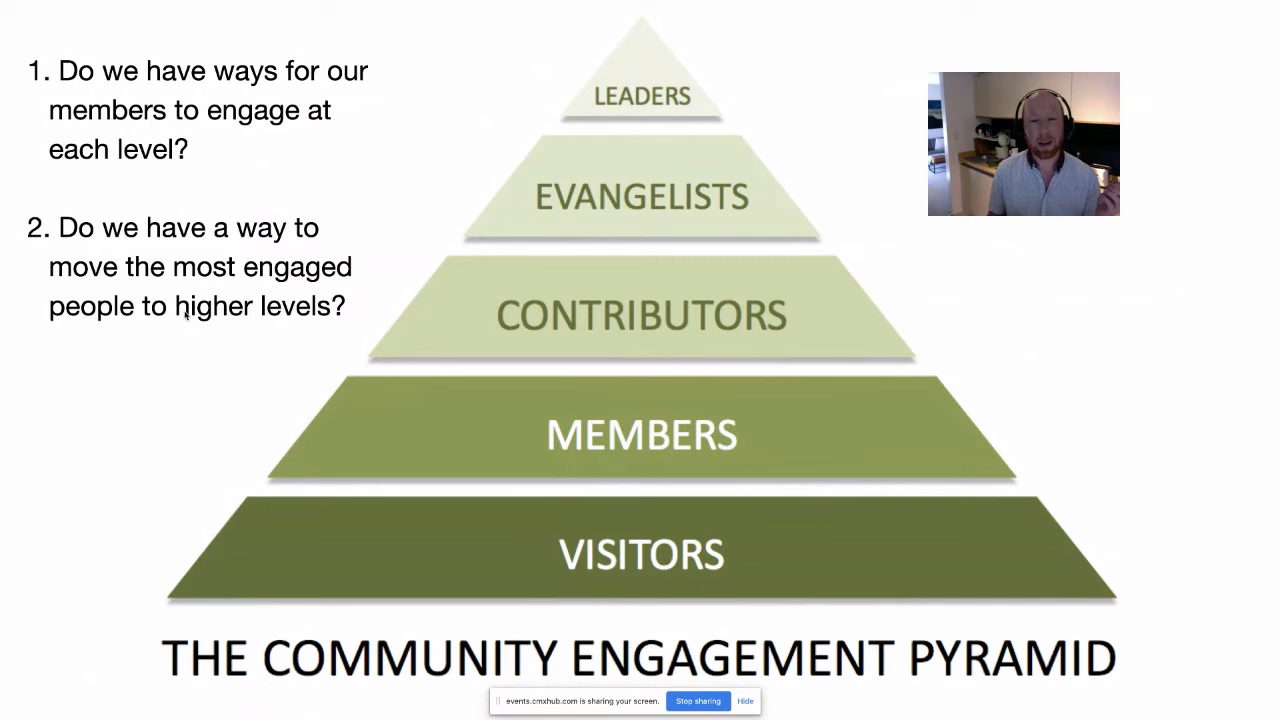 1. Do we have ways for our
members to engage at
each level?
2. Do we have a way to
move the most engaged
people to higher levels?
LEADERS
EVANGELISTS
CONTRIBUTORS
MEMBERS
VISITORS
THE COMMUNITY ENGAGEMENT PYRAMID
events.cmxhub.com is sharing your screen. Stop sharing Hide